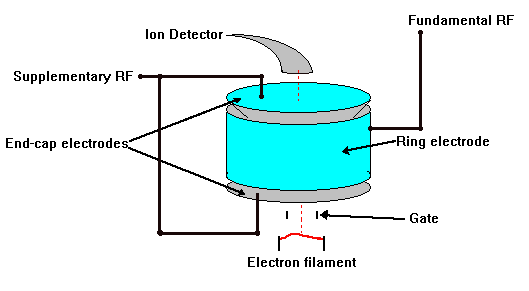 Fundamental RF
Ion Detector
Supplementary RF
End-cap electrodes
Ring electrode
Gate
Electron filament